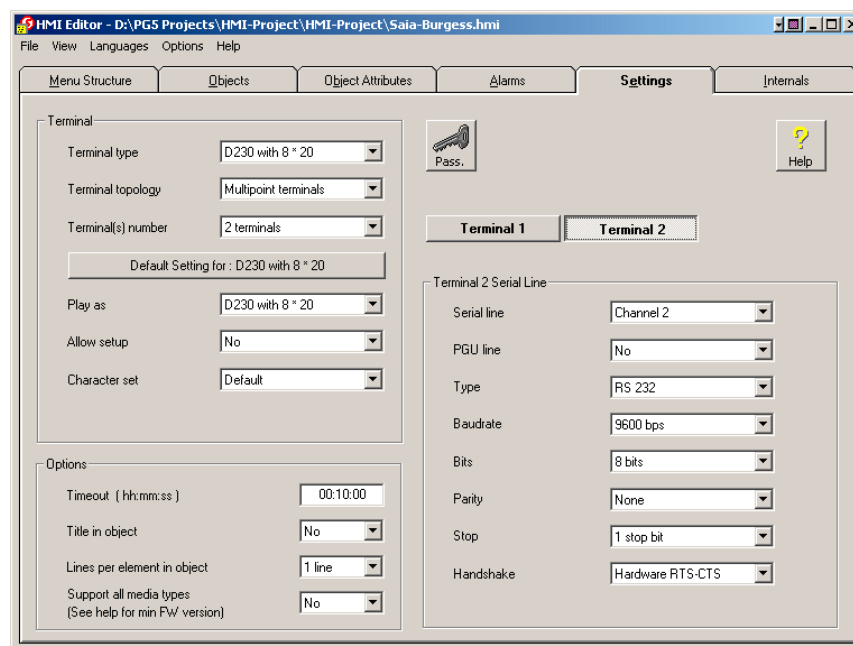 HMI Editor - D:\PG5 Projects\HMI-Project\HMI-Project\Saia-Burgess.hmi
File View Languages Options Help
Menu Structure Objects Object Attributes Alarms Settings Internals
Terminal
Terminal type D230 with 8 * 20
Terminal topology Multipoint terminals
Terminal(s) number 2 terminals
Default Setting for : D230 with 8 * 20
Play as D230 with 8 * 20
Allow setup No
Character set Default
Options
Timeout ( hh:mm:ss ) 00:10:00
Title in object No
Lines per element in object 1 line
Support all media types
(See help for min FW version) No
Pass.
Help
Terminal 1 Terminal 2
Terminal 2 Serial Line
Serial line Channel 2
PGU line No
Type RS 232
Baudrate 9600 bps
Bits 8 bits
Parity None
Stop 1 stop bit
Handshake Hardware RTS-CTS